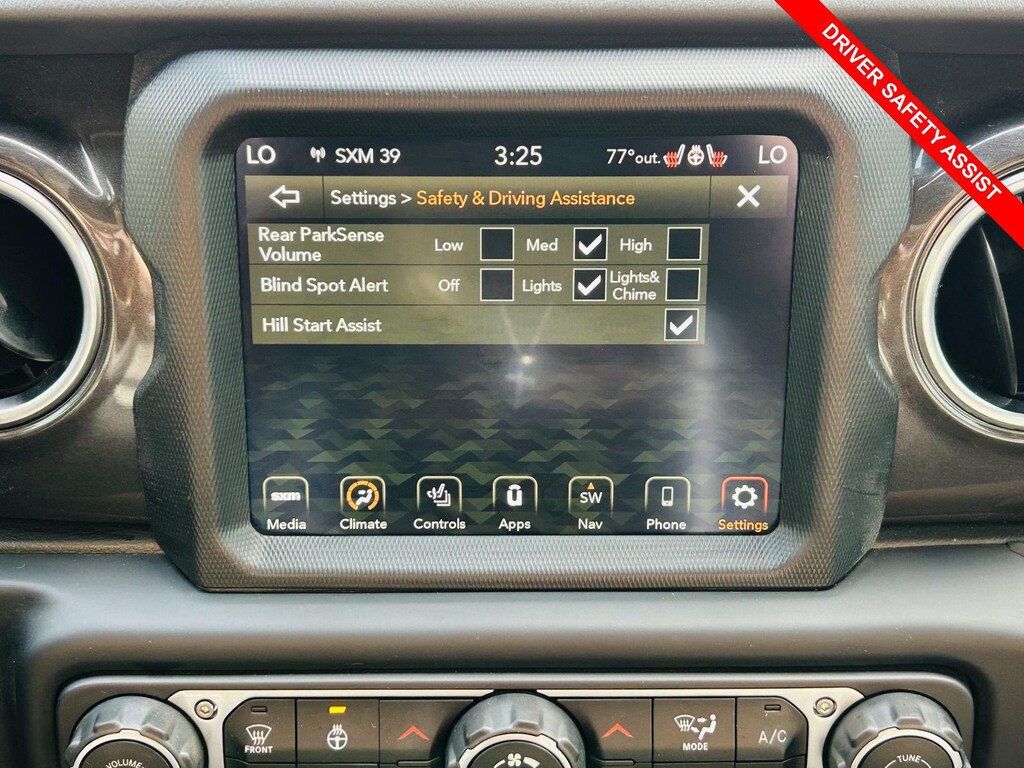 DRIVER SAFETY ASSIST
LO SXM 39 3:25 77°out. LO
Settings > Safety & Driving Assistance
Rear ParkSense Volume Low Med High
Blind Spot Alert Off Lights Lights& Chime
Hill Start Assist
sxm SW
Media Climate Controls Apps Nav Phone Settings
FRONT MODE A/C
VOLUME TUNE